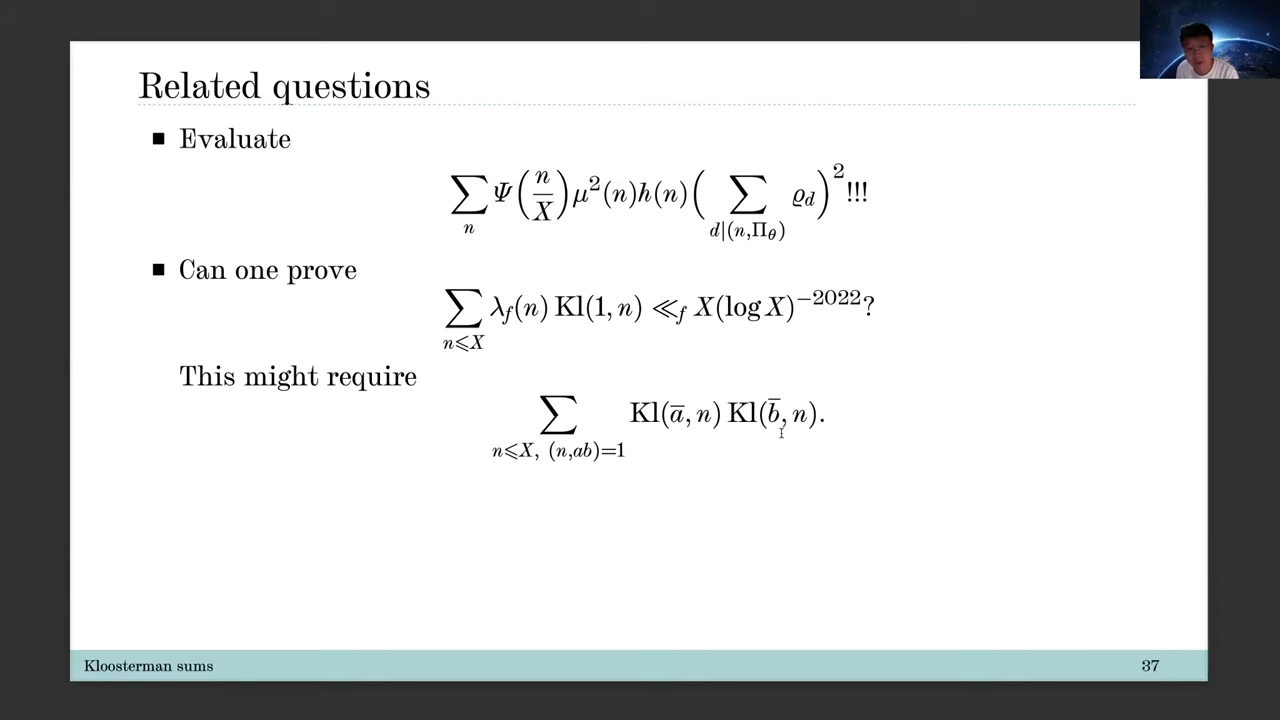 Related questions
■ Evaluate
∑_n Ψ(n/X) μ²(n)h(n)(∑_{d|(n,Π_θ)} ϱ_d)²!!!
■ Can one prove
∑_{n⩽X} λ_f(n) Kl(1, n) ≪_f X(log X)^{−2022}?
This might require
∑_{n⩽X, (n,ab)=1} Kl(a̅, n) Kl(b̅, n).
Kloosterman sums 37